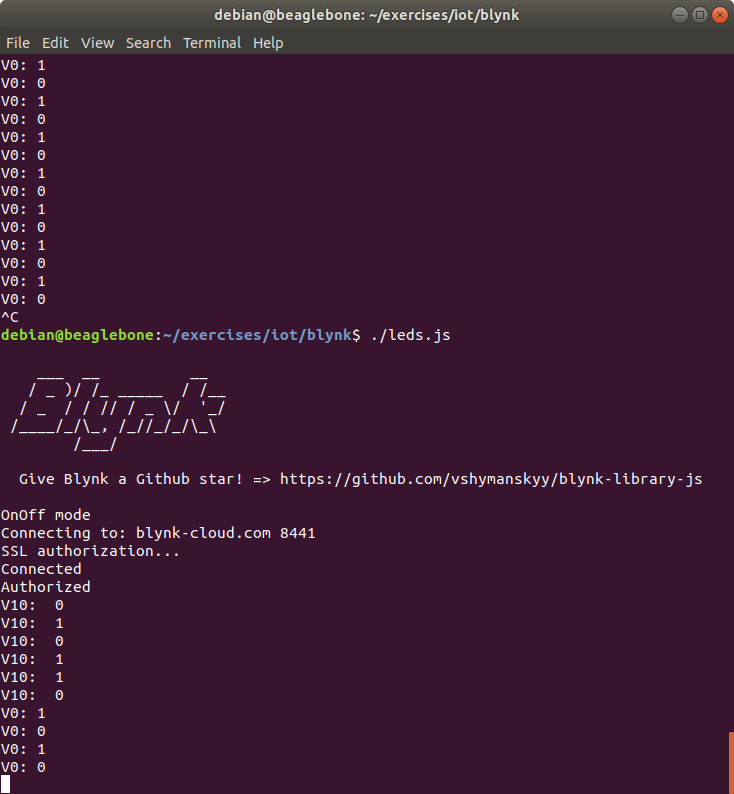 debian@beaglebone: ~/exercises/iot/blynk
File Edit View Search Terminal Help
V0: 1
V0: 0
V0: 1
V0: 0
V0: 1
V0: 0
V0: 1
V0: 0
V0: 1
V0: 0
V0: 1
V0: 0
V0: 1
V0: 0
^C
debian@beaglebone:~/exercises/iot/blynk$ ./leds.js
    ___  __          __
   / _ )/ /_ _____  / /__
  / _  / / // / _ \/  '_/
 /____/_/\_, /_//_/_/\_\
        /___/
  Give Blynk a Github star! => https://github.com/vshymanskyy/blynk-library-js
OnOff mode
Connecting to: blynk-cloud.com 8441
SSL authorization...
Connected
Authorized
V10:  0
V10:  1
V10:  0
V10:  1
V10:  1
V10:  0
V0: 1
V0: 0
V0: 1
V0: 0